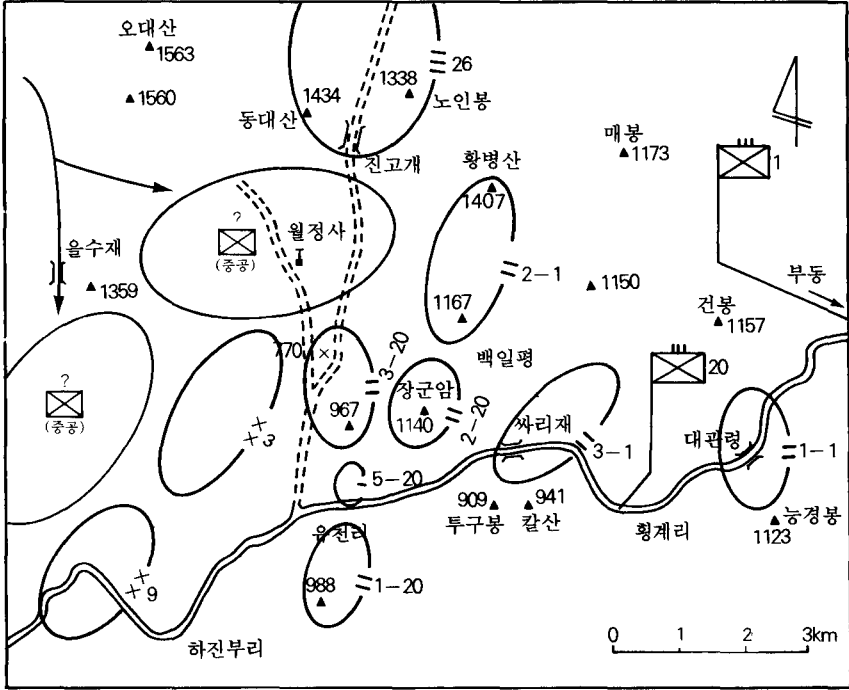 오대산
1563
1560
동대산
1434
1338
26
노인봉
진고개
황병산
1407
매봉
1173
1
?
(중공)
월정사
을수재
1359
2-1
1167
1150
부동
건봉
1157
770
3-20
967
백일평
장군암
1140
2-20
20
?
(중공)
3
싸리재
3-1
대관령
1-1
5-20
909
투구봉
941
칼산
횡계리
능경봉
1123
유천리
988
1-20
9
하진부리
0 1 2 3km